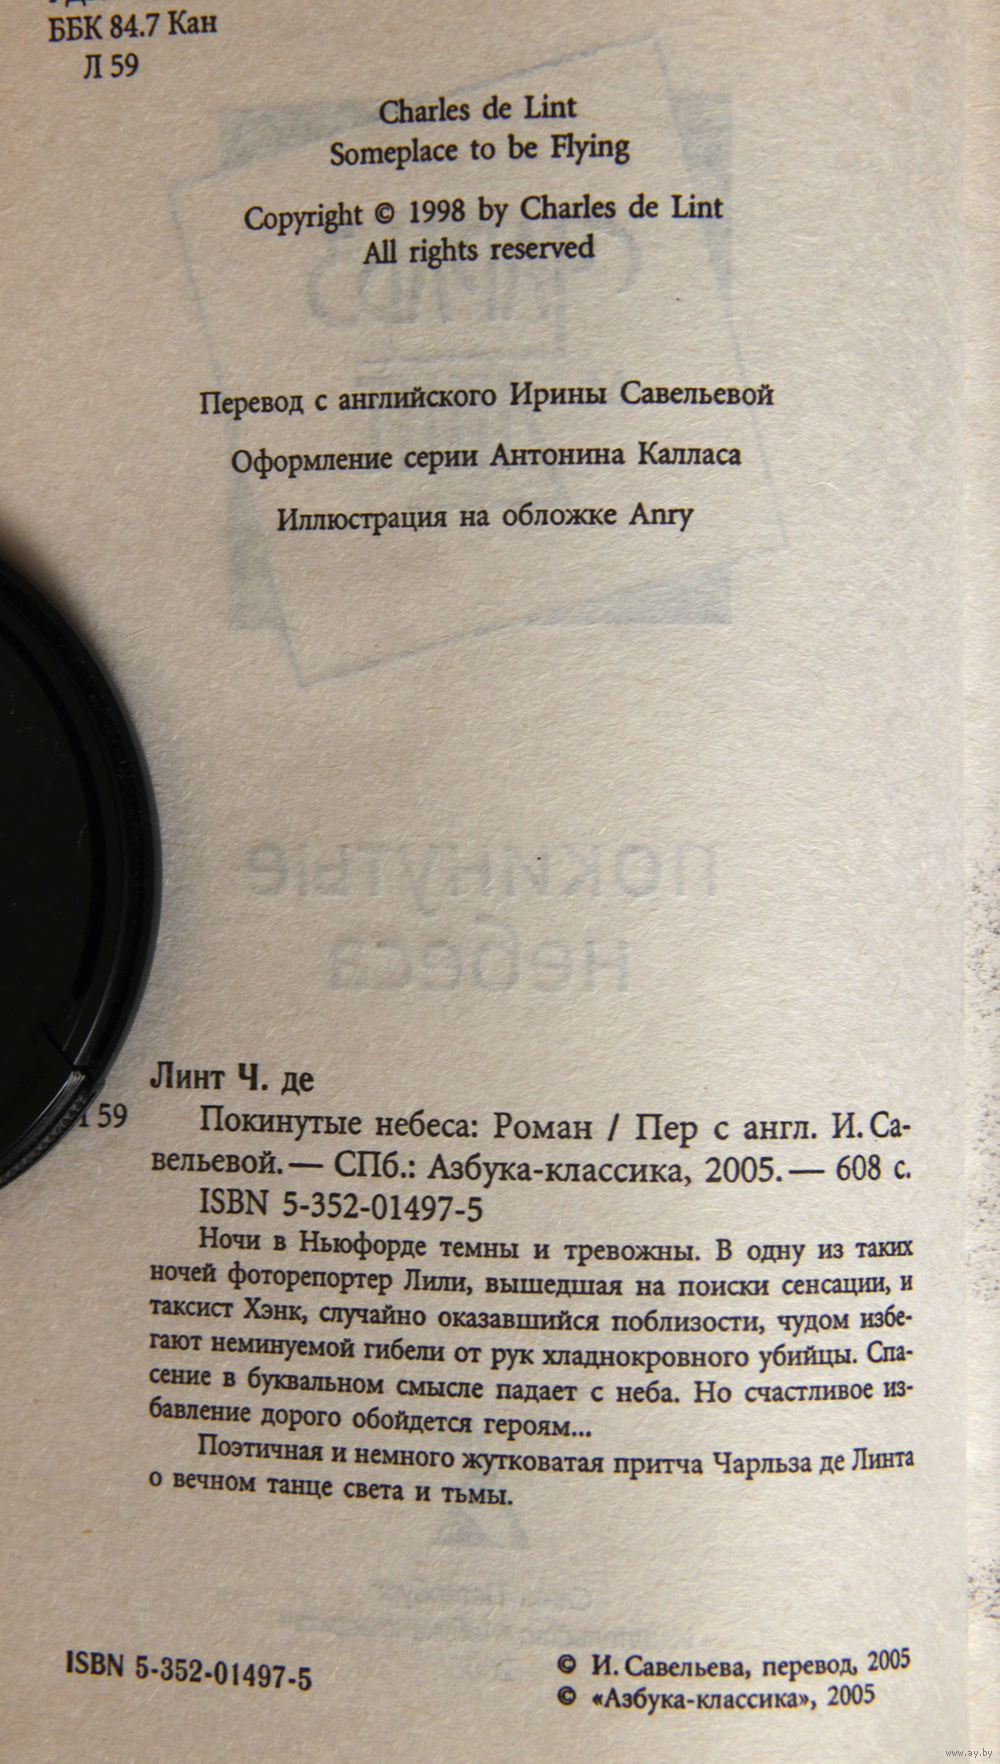 ББК 84.7 Кан
Л 59
Charles de Lint
Someplace to be Flying
Copyright © 1998 by Charles de Lint
All rights reserved
Перевод с английского Ирины Савельевой
Оформление серии Антонина Калласа
Иллюстрация на обложке Anry
покинутые
небеса
Линт Ч. де
59
Покинутые небеса: Роман / Пер с англ. И. Са-
вельевой.— СПб.: Азбука-классика, 2005.— 608 с.
ISBN 5-352-01497-5
Ночи в Ньюфорде темны и тревожны. В одну из таких
ночей фоторепортер Лили, вышедшая на поиски сенсации, и
таксист Хэнк, случайно оказавшийся поблизости, чудом избе-
гают неминуемой гибели от рук хладнокровного убийцы. Спа-
сение в буквальном смысле падает с неба. Но счастливое из-
бавление дорого обойдется героям...
Поэтичная и немного жутковатая притча Чарльза де Линта
о вечном танце света и тьмы.
ISBN 5-352-01497-5
© И. Савельева, перевод, 2005
© «Азбука-классика», 2005
www.ay.by